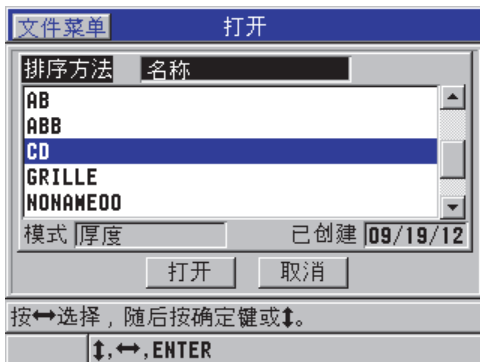 文件菜单 打开
排序方法 名称
AB
ABB
CD
GRILLE
NONAME00
模式 厚度 已创建 09/19/12
打开 取消
按↔选择，随后按确定键或↕。
↕,↔,ENTER